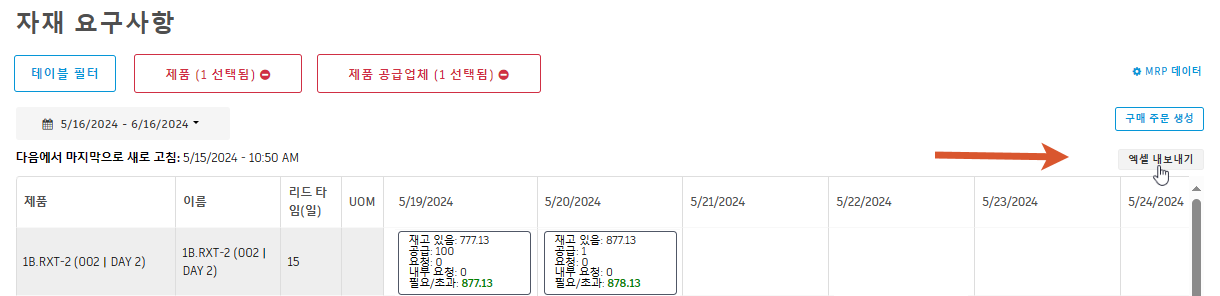 자재 요구사항
테이블 필터
제품 (1 선택됨)
제품 공급업체 (1 선택됨)
MRP 데이터
5/16/2024 - 6/16/2024
구매 주문 생성
다음에서 마지막으로 새로 고침: 5/15/2024 - 10:50 AM
엑셀 내보내기
제품
이름
리드 타
임(일)
UOM
5/19/2024
5/20/2024
5/21/2024
5/22/2024
5/23/2024
5/24/2024
1B.RXT-2 (002 | DAY 2)
1B.RXT-2 (002 |
DAY 2)
15
재고 있음: 777.13
공급: 100
요청: 0
내부 요청: 0
필요/초과: 877.13
재고 있음: 877.13
공급: 1
요청: 0
내부 요청: 0
필요/초과: 878.13